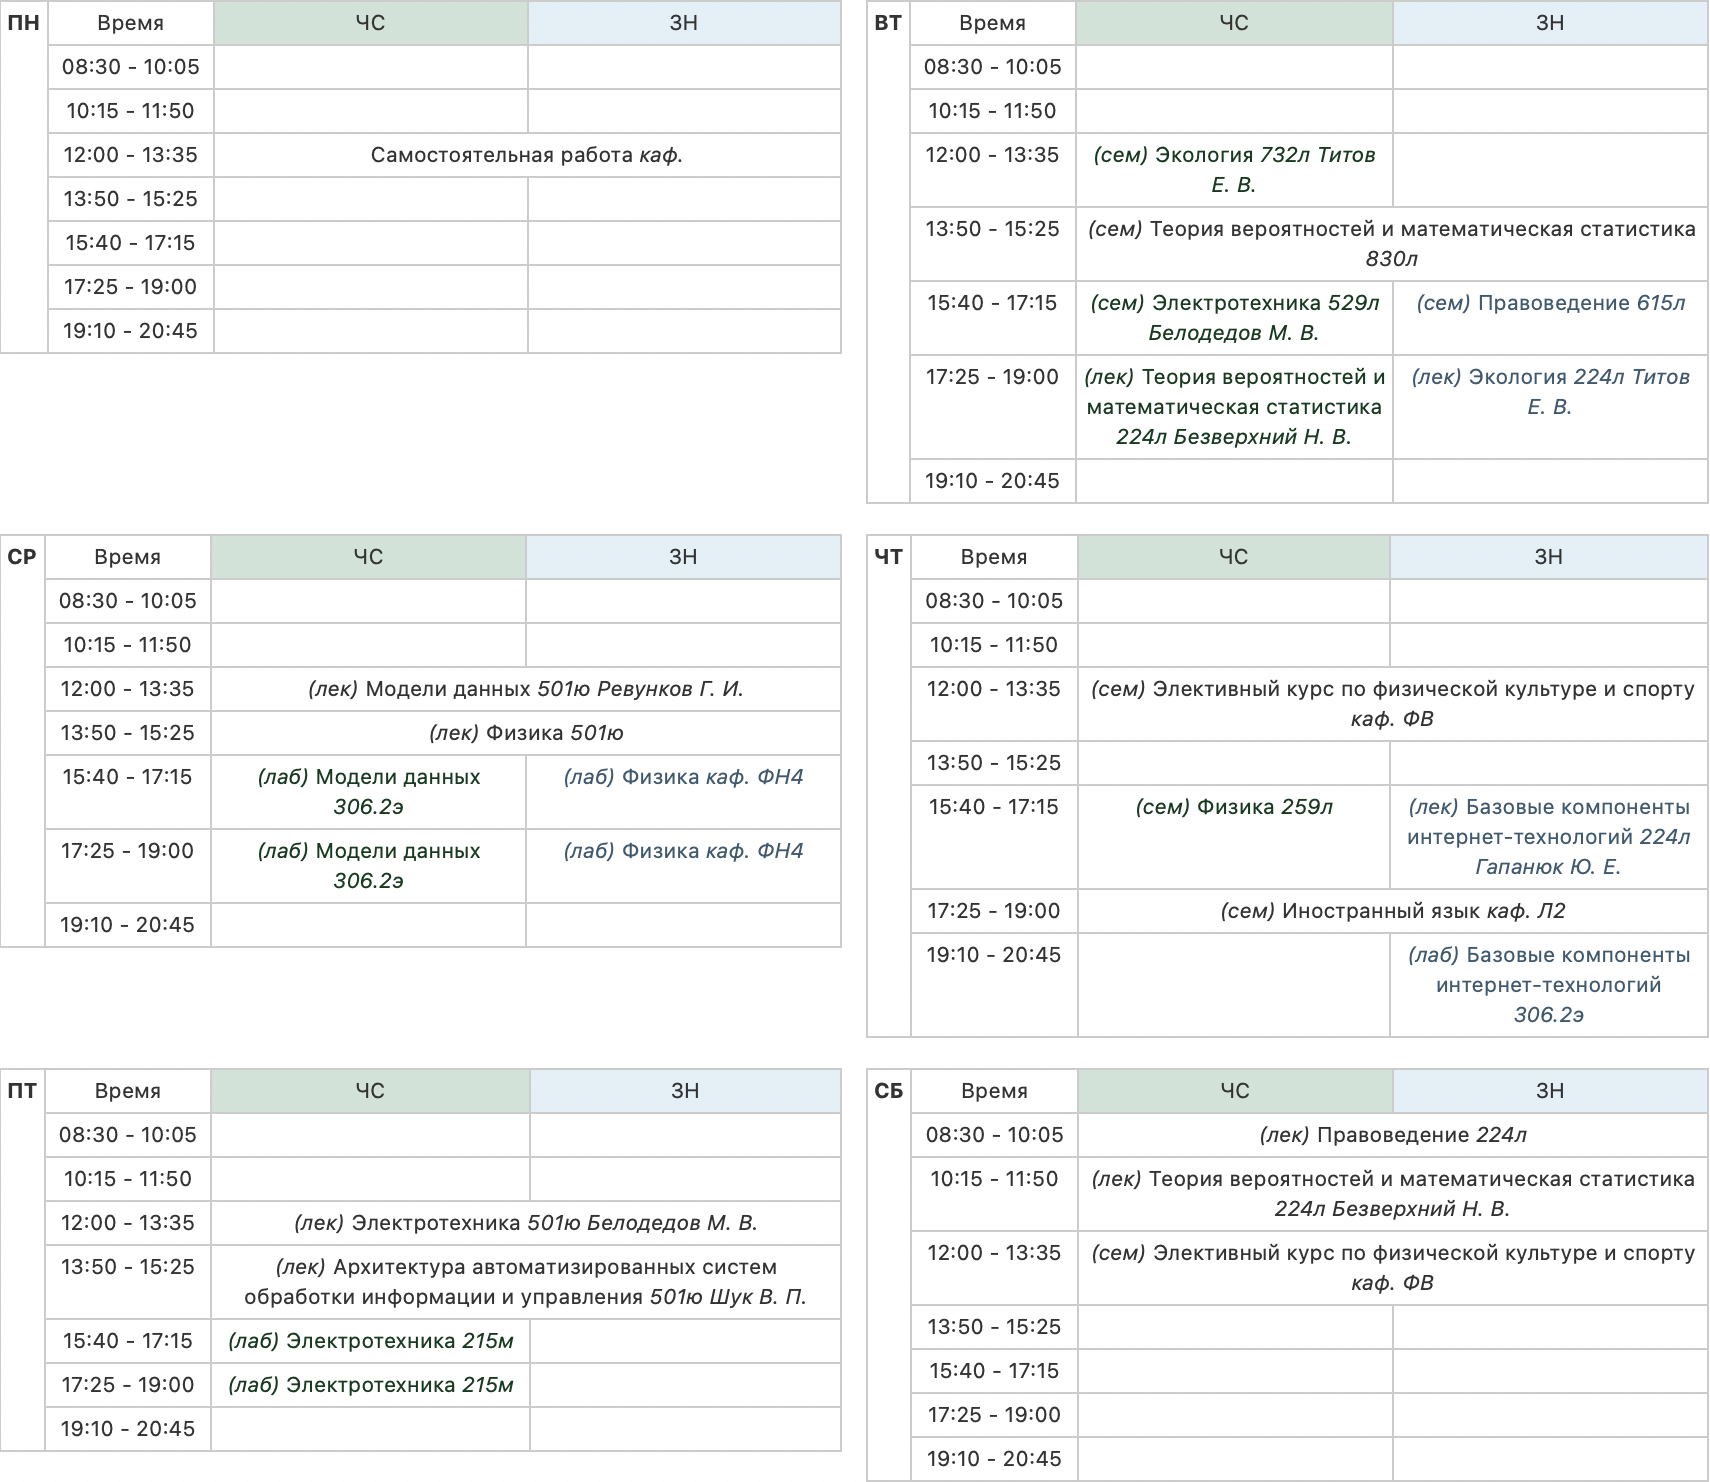 ПН Время ЧС ЗН
08:30 - 10:05
10:15 - 11:50
12:00 - 13:35 Самостоятельная работа каф.
13:50 - 15:25
15:40 - 17:15
17:25 - 19:00
19:10 - 20:45
ВТ Время ЧС ЗН
08:30 - 10:05
10:15 - 11:50
12:00 - 13:35 (сем) Экология 732л Титов
Е. В.
13:50 - 15:25 (сем) Теория вероятностей и математическая статистика
830л
15:40 - 17:15 (сем) Электротехника 529л (сем) Правоведение 615л
Белодедов М. В.
17:25 - 19:00 (лек) Теория вероятностей и (лек) Экология 224л Титов
математическая статистика Е. В.
224л Безверхний Н. В.
19:10 - 20:45
СР Время ЧС ЗН
08:30 - 10:05
10:15 - 11:50
12:00 - 13:35 (лек) Модели данных 501ю Ревунков Г. И.
13:50 - 15:25 (лек) Физика 501ю
15:40 - 17:15 (лаб) Модели данных (лаб) Физика каф. ФН4
306.2э
17:25 - 19:00 (лаб) Модели данных (лаб) Физика каф. ФН4
306.2э
19:10 - 20:45
ЧТ Время ЧС ЗН
08:30 - 10:05
10:15 - 11:50
12:00 - 13:35 (сем) Элективный курс по физической культуре и спорту
каф. ФВ
13:50 - 15:25
15:40 - 17:15 (сем) Физика 259л (лек) Базовые компоненты
интернет-технологий 224л
Гапанюк Ю. Е.
17:25 - 19:00 (сем) Иностранный язык каф. Л2
19:10 - 20:45 (лаб) Базовые компоненты
интернет-технологий
306.2э
ПТ Время ЧС ЗН
08:30 - 10:05
10:15 - 11:50
12:00 - 13:35 (лек) Электротехника 501ю Белодедов М. В.
13:50 - 15:25 (лек) Архитектура автоматизированных систем
обработки информации и управления 501ю Шук В. П.
15:40 - 17:15 (лаб) Электротехника 215м
17:25 - 19:00 (лаб) Электротехника 215м
19:10 - 20:45
СБ Время ЧС ЗН
08:30 - 10:05 (лек) Правоведение 224л
10:15 - 11:50 (лек) Теория вероятностей и математическая статистика
224л Безверхний Н. В.
12:00 - 13:35 (сем) Элективный курс по физической культуре и спорту
каф. ФВ
13:50 - 15:25
15:40 - 17:15
17:25 - 19:00
19:10 - 20:45